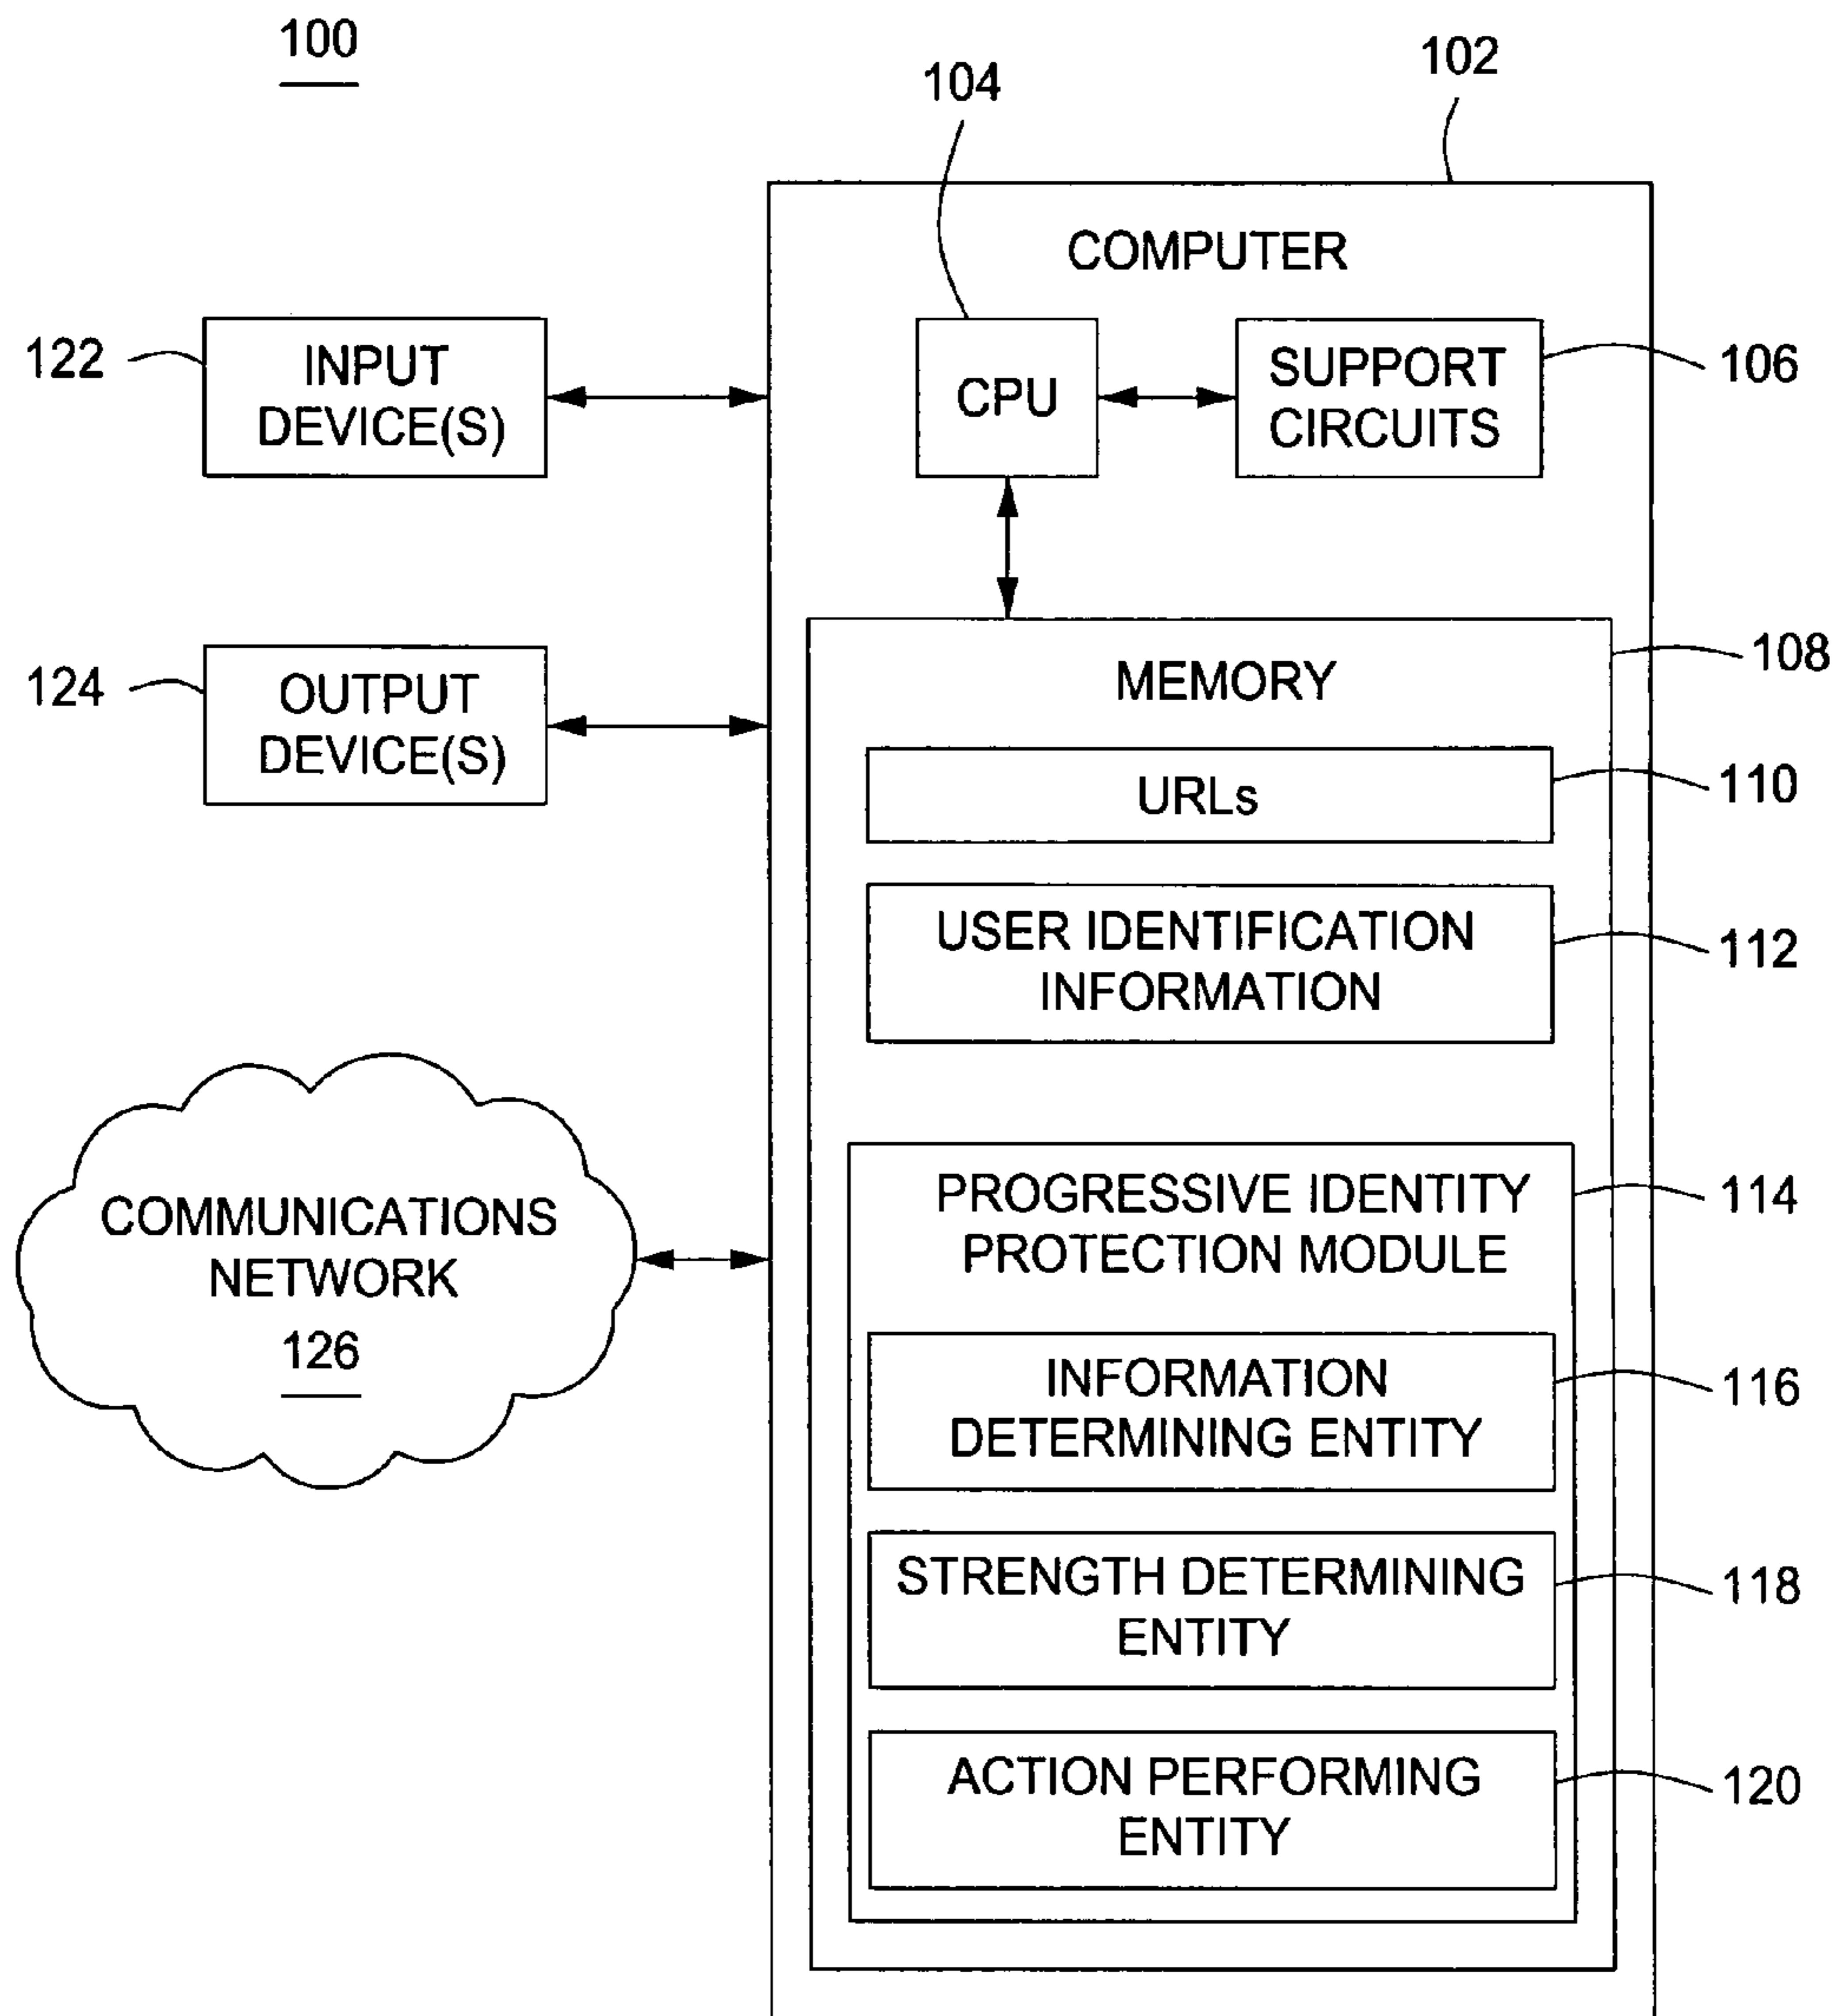 100
102
104
COMPUTER
122
INPUT
DEVICE(S)
CPU
SUPPORT
CIRCUITS
106
124
OUTPUT
DEVICE(S)
MEMORY
108
URLs
110
USER IDENTIFICATION
INFORMATION
112
COMMUNICATIONS
NETWORK
126
PROGRESSIVE IDENTITY
PROTECTION MODULE
114
INFORMATION
DETERMINING ENTITY
116
STRENGTH DETERMINING
ENTITY
118
ACTION PERFORMING
ENTITY
120